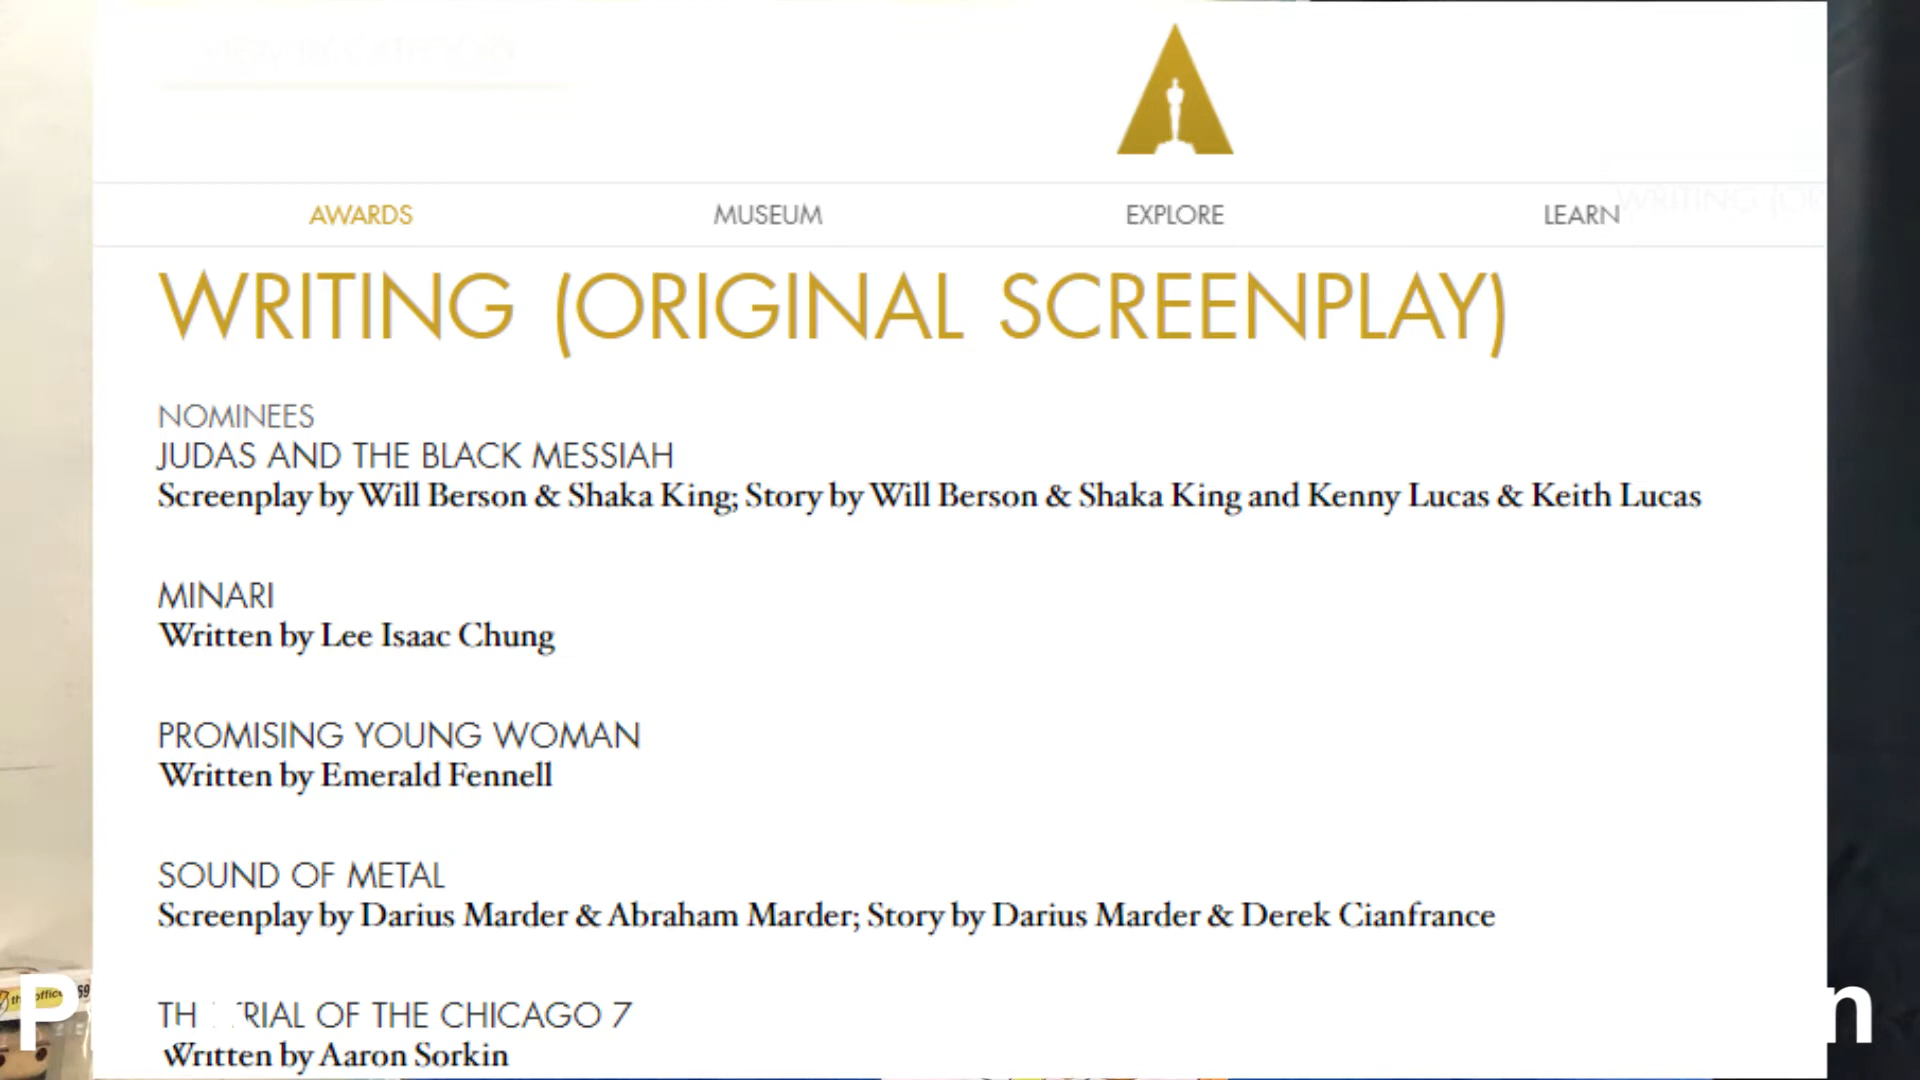 AWARDS
MUSEUM
EXPLORE
LEARN
WRITING (ORIGINAL SCREENPLAY)
NOMINEES
JUDAS AND THE BLACK MESSIAH
Screenplay by Will Berson & Shaka King; Story by Will Berson & Shaka King and Kenny Lucas & Keith Lucas
MINARI
Written by Lee Isaac Chung
PROMISING YOUNG WOMAN
Written by Emerald Fennell
SOUND OF METAL
Screenplay by Darius Marder & Abraham Marder; Story by Darius Marder & Derek Cianfrance
TH TRIAL OF THE CHICAGO 7
Written by Aaron Sorkin
P
n